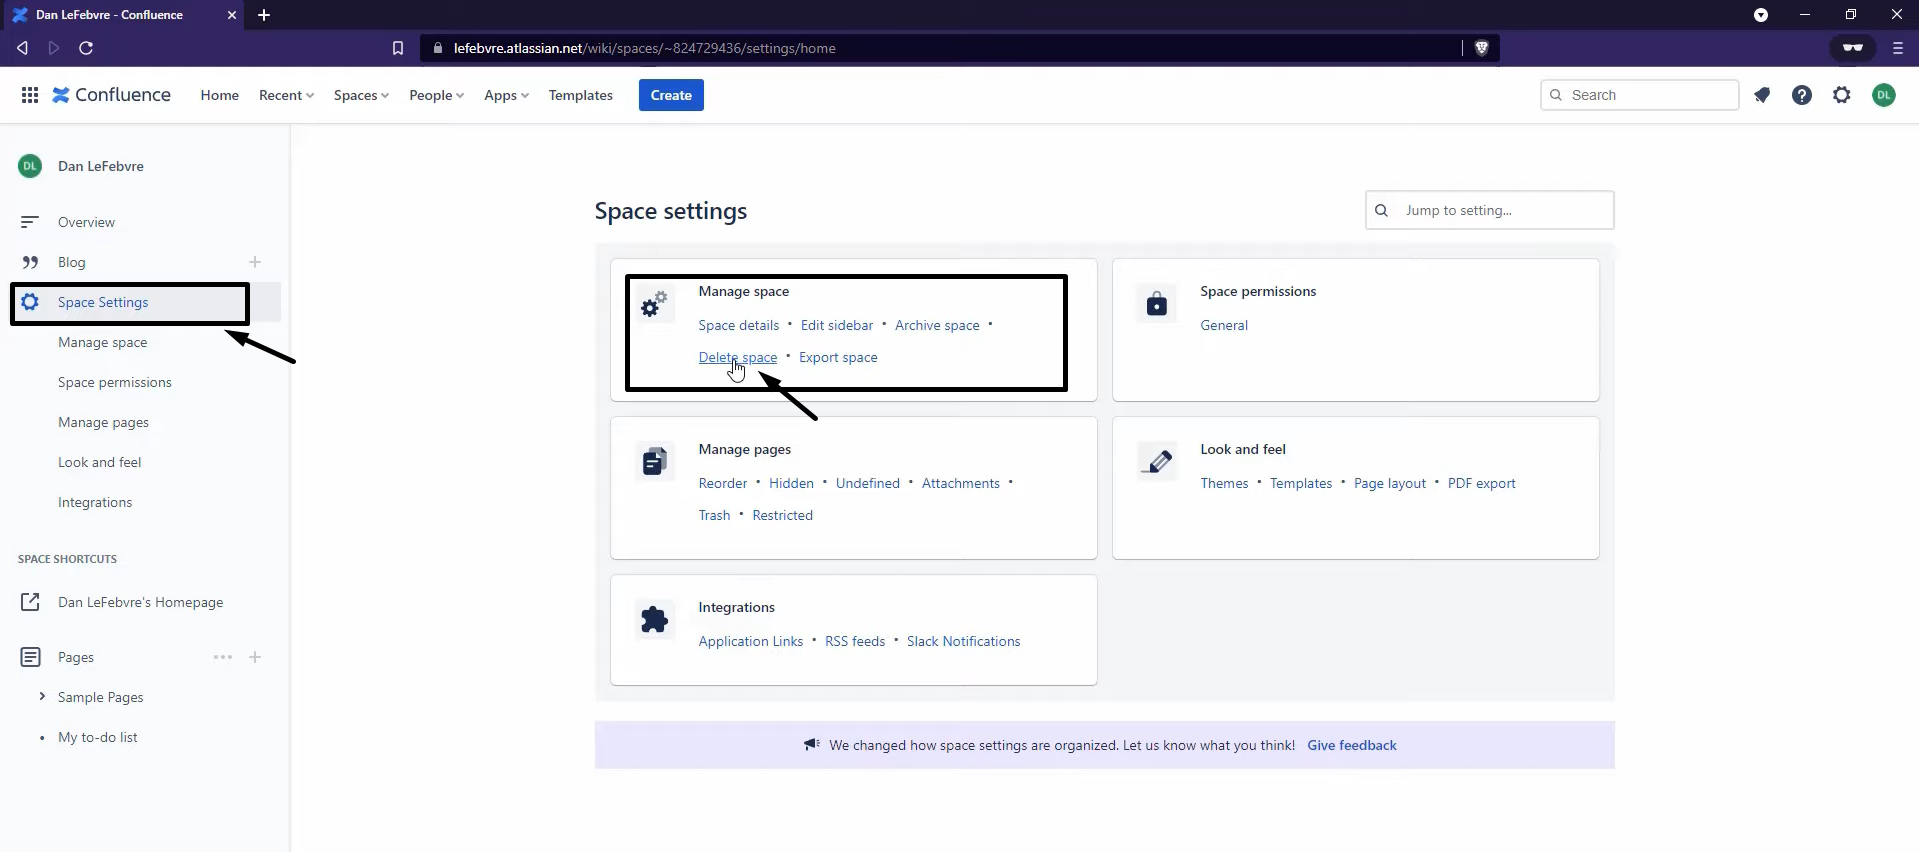 Dan LeFebvre - Confluence
lefebvre.atlassian.net/wiki/spaces/~824729436/settings/home
Confluence Home Recent Spaces People Apps Templates Create Search DL
DL Dan LeFebvre
Overview
Blog
Space Settings
Manage space
Space permissions
Manage pages
Look and feel
Integrations
SPACE SHORTCUTS
Dan LeFebvre's Homepage
Pages
Sample Pages
• My to-do list
Space settings
Jump to setting...
Manage space
Space details • Edit sidebar • Archive space •
Delete space • Export space
Space permissions
General
Manage pages
Reorder • Hidden • Undefined • Attachments •
Trash • Restricted
Look and feel
Themes • Templates • Page layout • PDF export
Integrations
Application Links • RSS feeds • Slack Notifications
We changed how space settings are organized. Let us know what you think! Give feedback